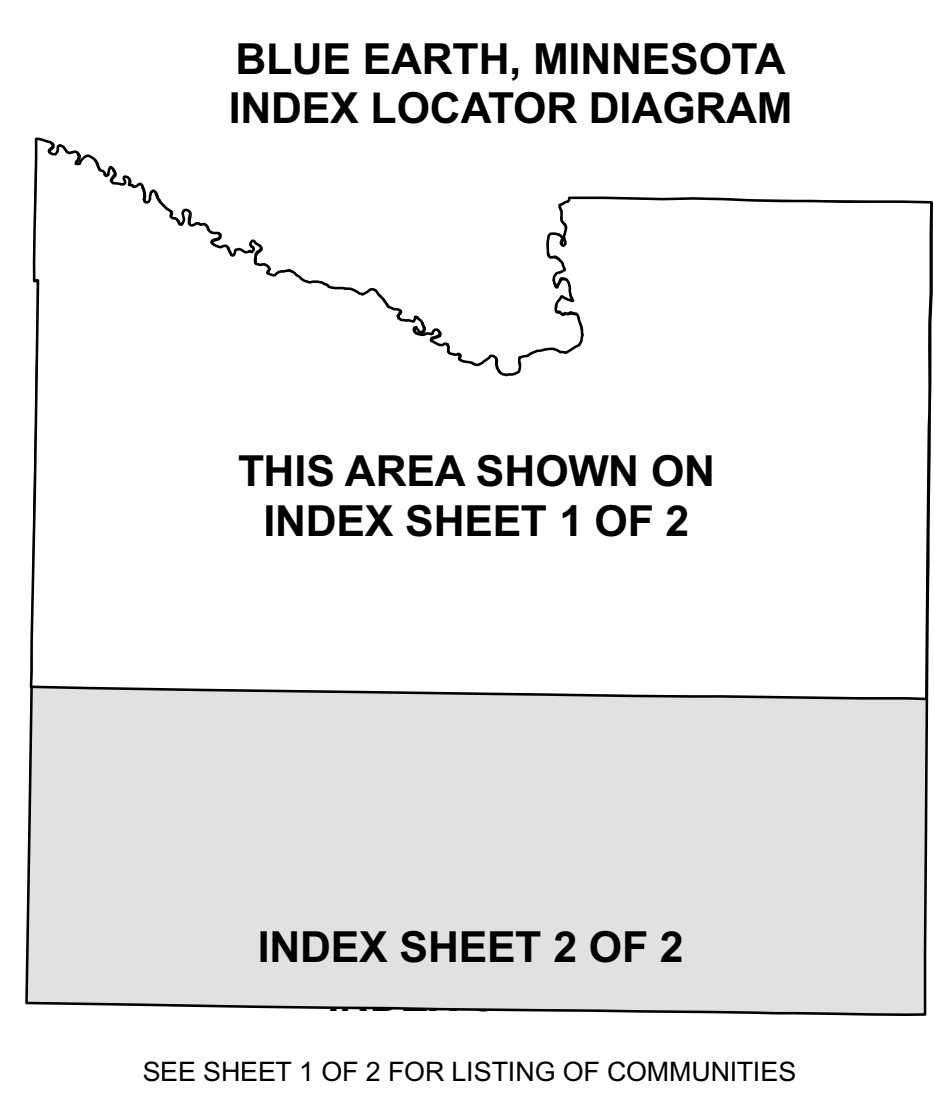 BLUE EARTH, MINNESOTA
INDEX LOCATOR DIAGRAM
THIS AREA SHOWN ON
INDEX SHEET 1 OF 2
INDEX SHEET 2 OF 2
SEE SHEET 1 OF 2 FOR LISTING OF COMMUNITIES